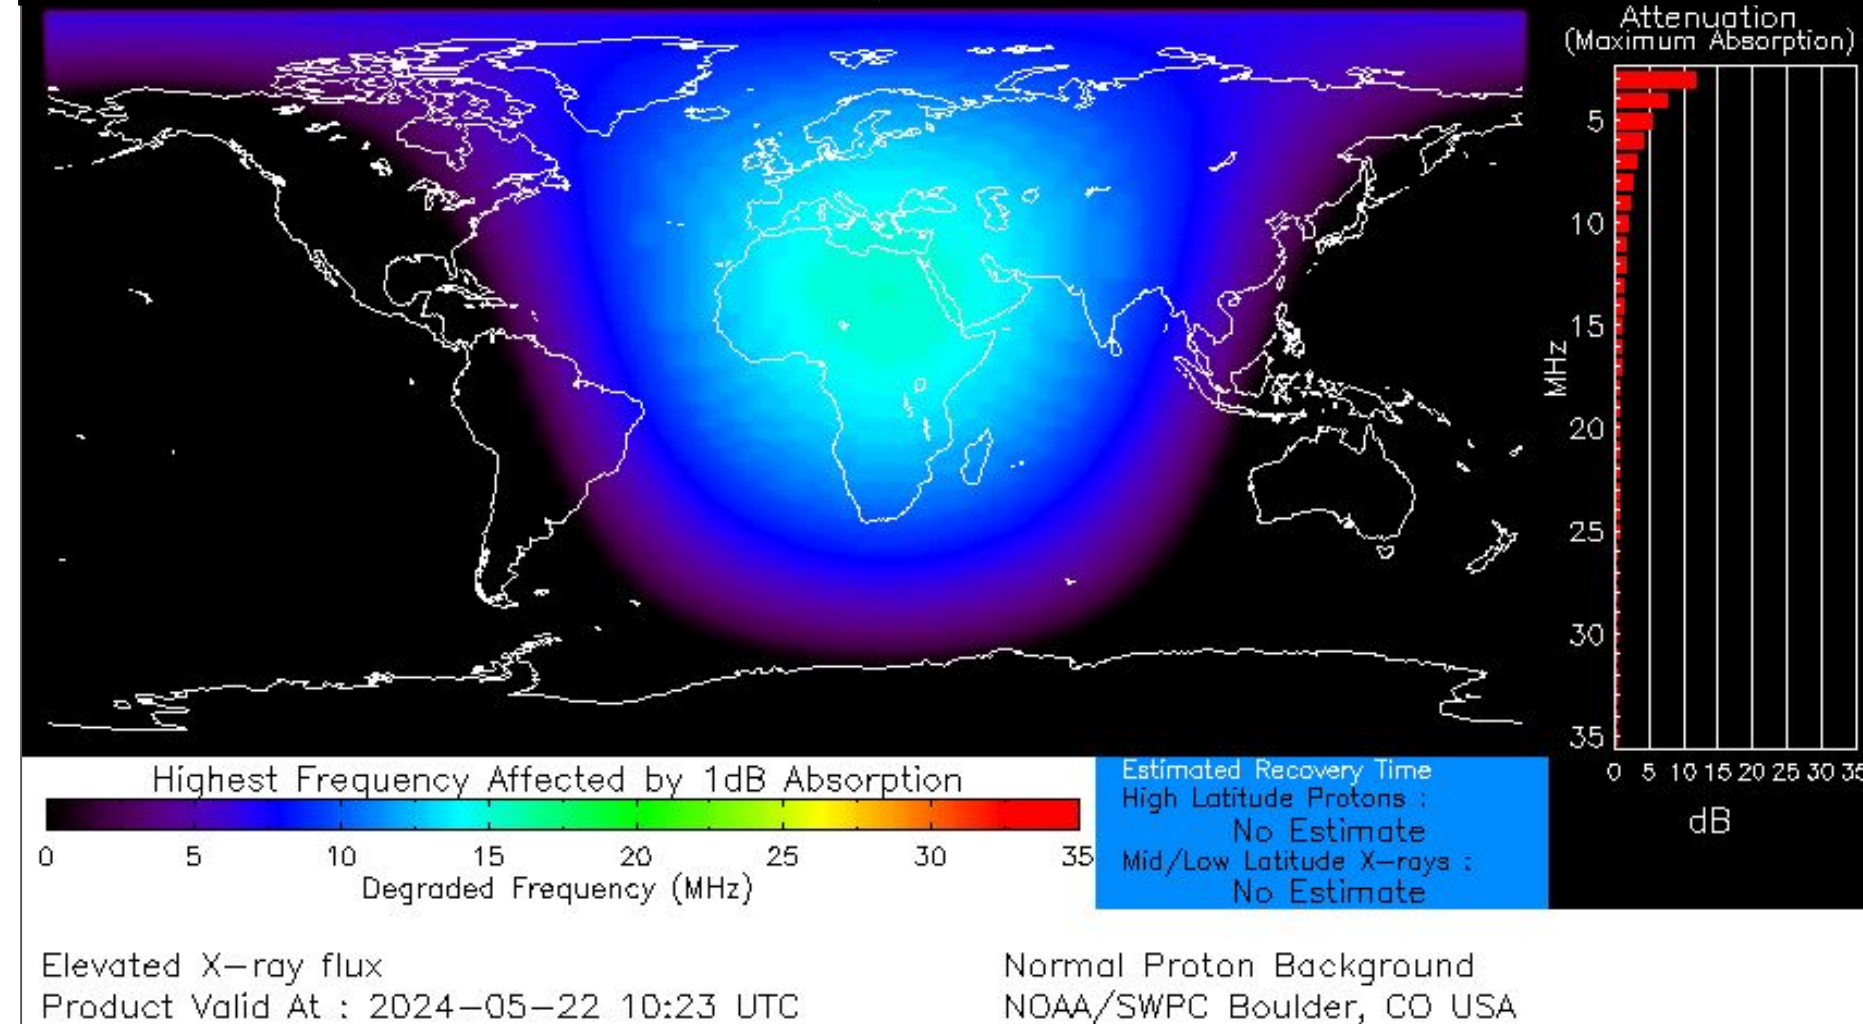 Attenuation
(Maximum Absorption)
5
10
15
20
25
30
35
MHz
0 5 10 15 20 25 30 35
dB
Highest Frequency Affected by 1dB Absorption
0 5 10 15 20 25 30 35
Degraded Frequency (MHz)
Estimated Recovery Time
High Latitude Protons :
No Estimate
Mid/Low Latitude X-rays :
No Estimate
Elevated X-ray flux
Normal Proton Background
Product Valid At : 2024-05-22 10:23 UTC
NOAA/SWPC Boulder, CO USA